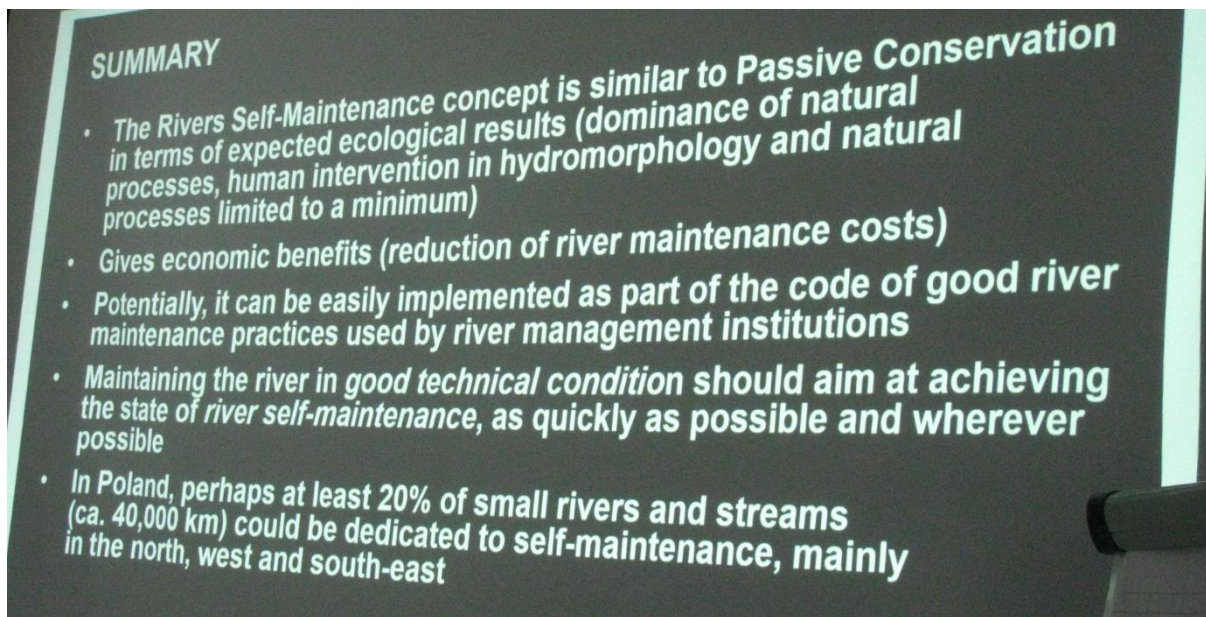 SUMMARY
• The Rivers Self-Maintenance concept is similar to Passive Conservation
in terms of expected ecological results (dominance of natural
processes, human intervention in hydromorphology and natural
processes limited to a minimum)
• Gives economic benefits (reduction of river maintenance costs)
• Potentially, it can be easily implemented as part of the code of good river
maintenance practices used by river management institutions
• Maintaining the river in good technical condition should aim at achieving
the state of river self-maintenance, as quickly as possible and wherever
possible
• In Poland, perhaps at least 20% of small rivers and streams
(ca. 40,000 km) could be dedicated to self-maintenance, mainly
in the north, west and south-east